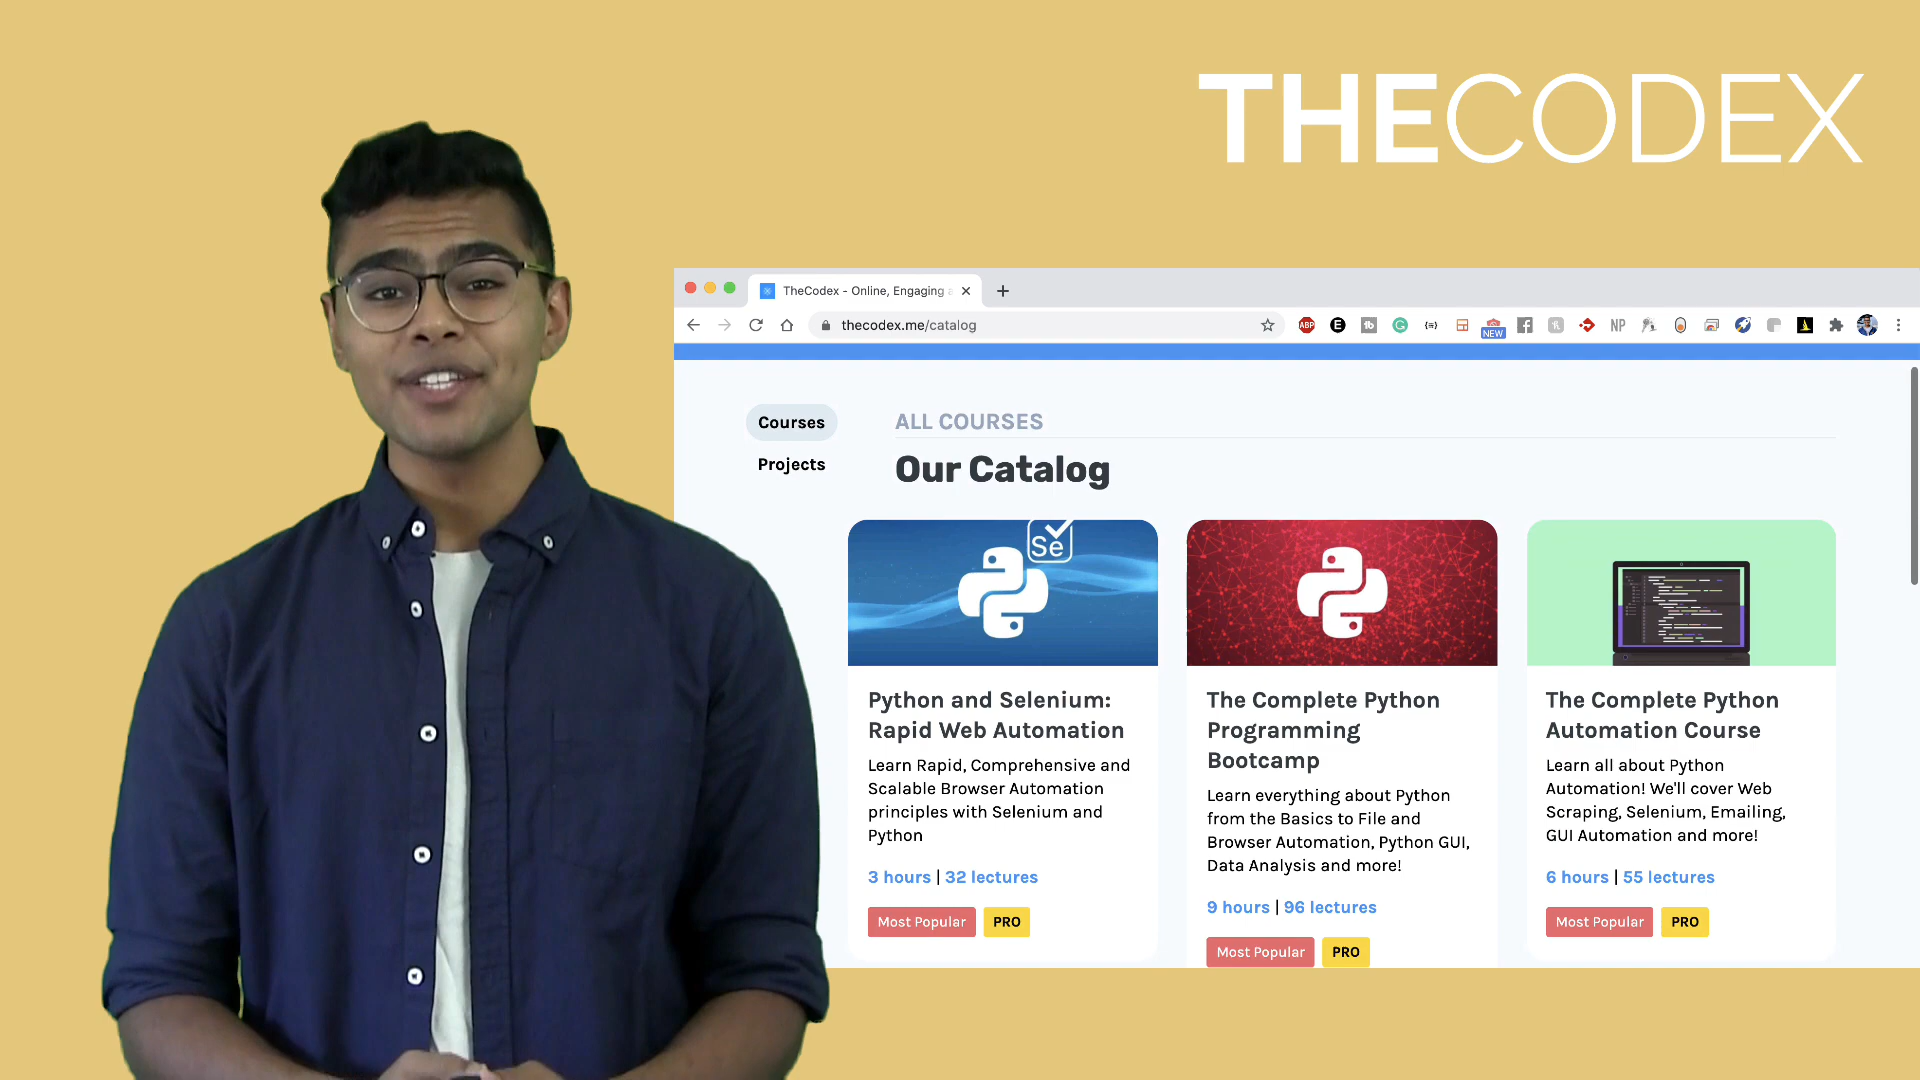 THECODEX
TheCodex - Online, Engaging
thecodex.me/catalog
ABP
E
G
NEW
NP
Courses
Projects
ALL COURSES
Our Catalog
Se
Python and Selenium:
Rapid Web Automation
Learn Rapid, Comprehensive and
Scalable Browser Automation
principles with Selenium and
Python
3 hours | 32 lectures
Most Popular PRO
The Complete Python
Programming
Bootcamp
Learn everything about Python
from the Basics to File and
Browser Automation, Python GUI,
Data Analysis and more!
9 hours | 96 lectures
Most Popular PRO
The Complete Python
Automation Course
Learn all about Python
Automation! We'll cover Web
Scraping, Selenium, Emailing,
GUI Automation and more!
6 hours | 55 lectures
Most Popular PRO